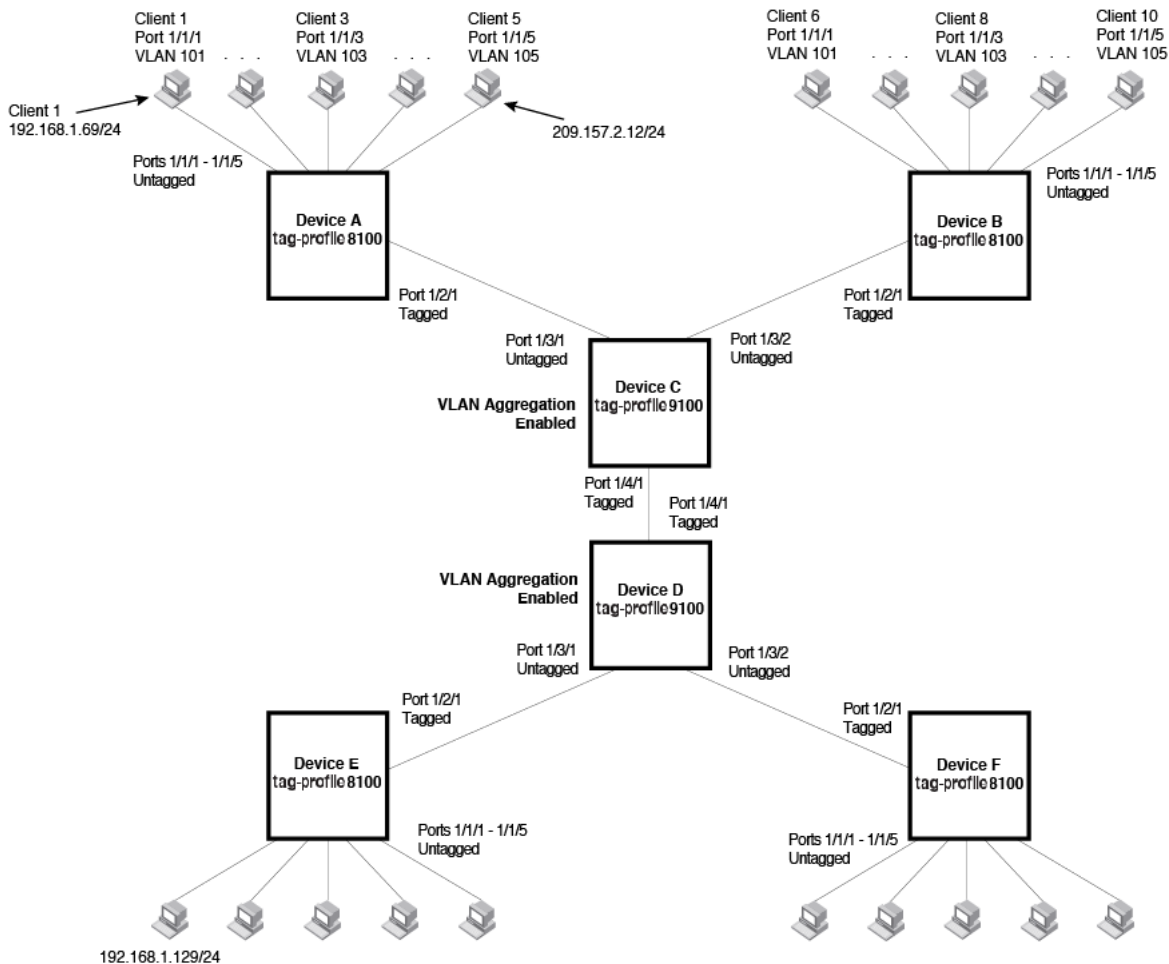 Client 1
Port 1/1/1
VLAN 101
. . .
Client 3
Port 1/1/3
VLAN 103
. . .
Client 5
Port 1/1/5
VLAN 105
Client 6
Port 1/1/1
VLAN 101
. . .
Client 8
Port 1/1/3
VLAN 103
. . .
Client 10
Port 1/1/5
VLAN 105
Client 1
192.168.1.69/24
209.157.2.12/24
Ports 1/1/1 - 1/1/5
Untagged
Ports 1/1/1 - 1/1/5
Untagged
Device A
tag-profile 8100
Device B
tag-profile 8100
Port 1/2/1
Tagged
Port 1/2/1
Tagged
Port 1/3/1
Untagged
Port 1/3/2
Untagged
Device C
tag-profile 9100
VLAN Aggregation
Enabled
Port 1/4/1
Tagged
Port 1/4/1
Tagged
VLAN Aggregation
Enabled
Device D
tag-profile 9100
Port 1/3/1
Untagged
Port 1/3/2
Untagged
Port 1/2/1
Tagged
Port 1/2/1
Tagged
Device E
tag-profile 8100
Device F
tag-profile 8100
Ports 1/1/1 - 1/1/5
Untagged
Ports 1/1/1 - 1/1/5
Untagged
192.168.1.129/24